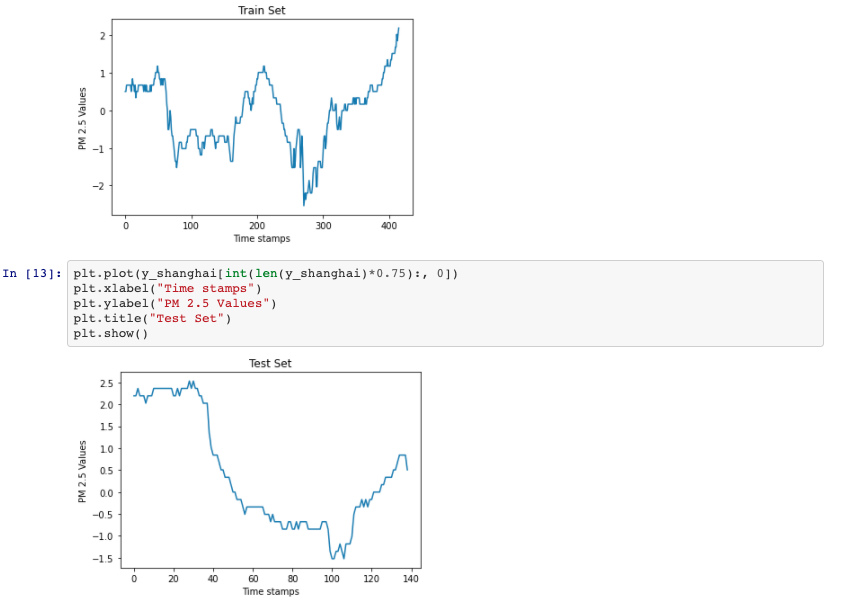 Train Set
2
1
0
−1
−2
PM 2.5 Values
0 100 200 300 400
Time stamps
In [13]: plt.plot(y_shanghai[int(len(y_shanghai)*0.75):, 0])
plt.xlabel("Time stamps")
plt.ylabel("PM 2.5 Values")
plt.title("Test Set")
plt.show()
Test Set
2.5
2.0
1.5
1.0
0.5
0.0
−0.5
−1.0
−1.5
PM 2.5 Values
0 20 40 60 80 100 120 140
Time stamps